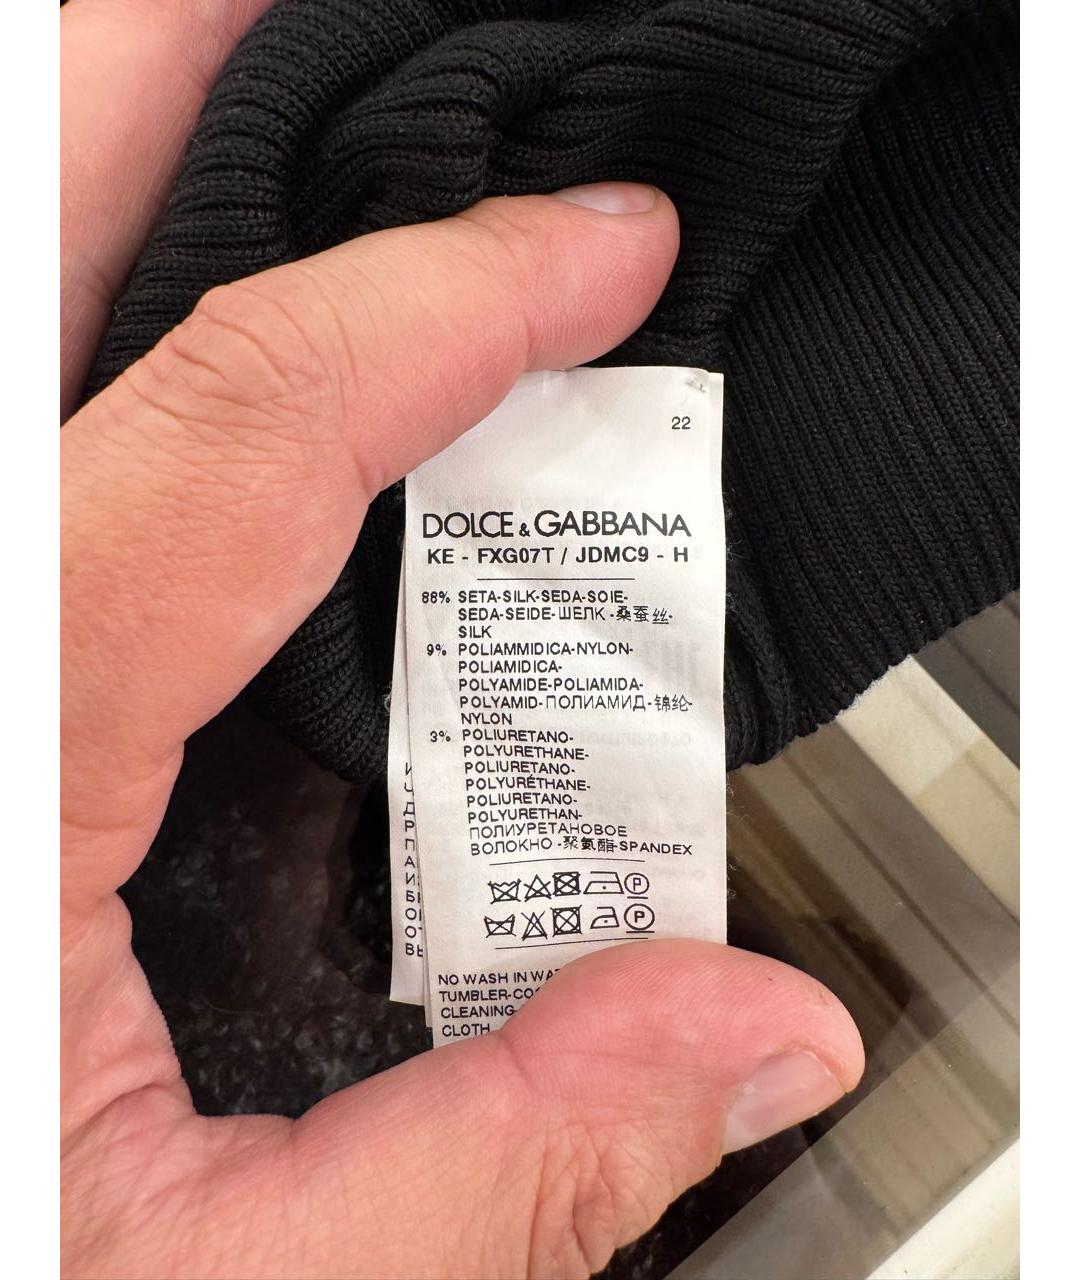 22
DOLCE & GABBANA
KE - FXG07T / JDMC9 - H
88% SETA-SILK-SEDA-SOIE-
SEDA-SEIDE-ШЕЛК -桑蚕丝-
SILK
9% POLIAMMIDICA-NYLON-
POLIAMIDICA-
POLYAMIDE-POLIAMIDA-
POLYAMID-ПОЛИАМИД-锦纶-
NYLON
3% POLIURETANO-
POLYURETHANE-
POLIURETANO-
POLYURÉTHANE-
POLIURETANO-
POLYURETHAN-
ПОЛИУРЕТАНОВОЕ
ВОЛОКНО -聚氨酯-SPANDEX
P
P
NO WASH IN
TUMBLER-
CLEANING-
CLOTH